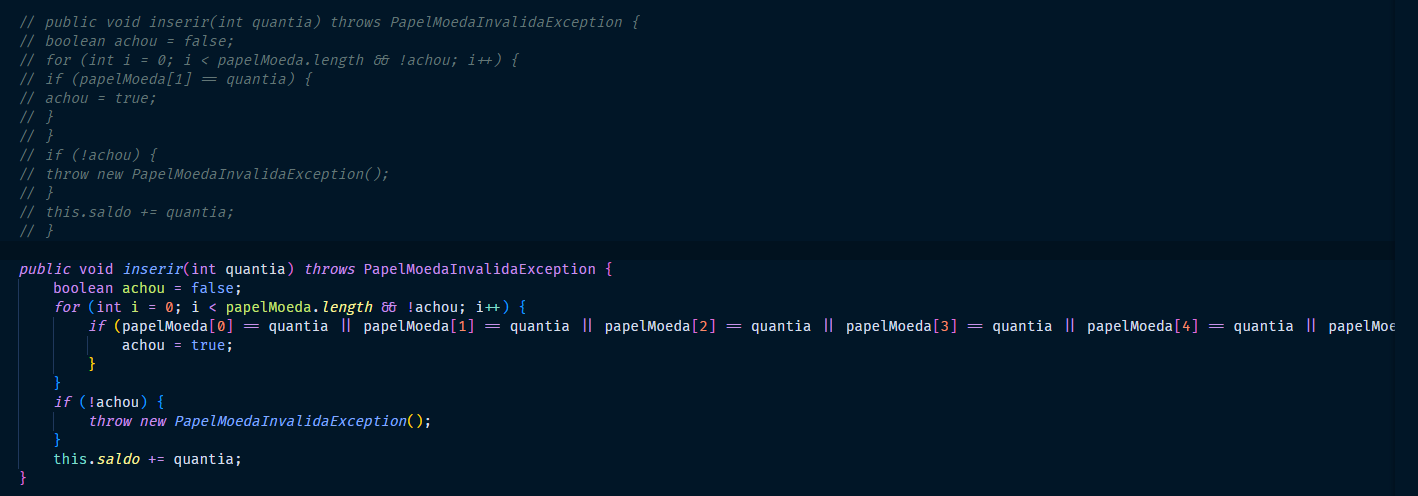 // public void inserir(int quantia) throws PapelMoedaInvalidaException {
// boolean achou = false;
// for (int i = 0; i < papelMoeda.length && !achou; i++) {
// if (papelMoeda[1] == quantia) {
// achou = true;
// }
// }
// if (!achou) {
// throw new PapelMoedaInvalidaException();
// }
// this.saldo += quantia;
// }
public void inserir(int quantia) throws PapelMoedaInvalidaException {
boolean achou = false;
for (int i = 0; i < papelMoeda.length && !achou; i++) {
if (papelMoeda[0] == quantia || papelMoeda[1] == quantia || papelMoeda[2] == quantia || papelMoeda[3] == quantia || papelMoeda[4] == quantia || papelMoe
achou = true;
}
}
if (!achou) {
throw new PapelMoedaInvalidaException();
}
this.saldo += quantia;
}